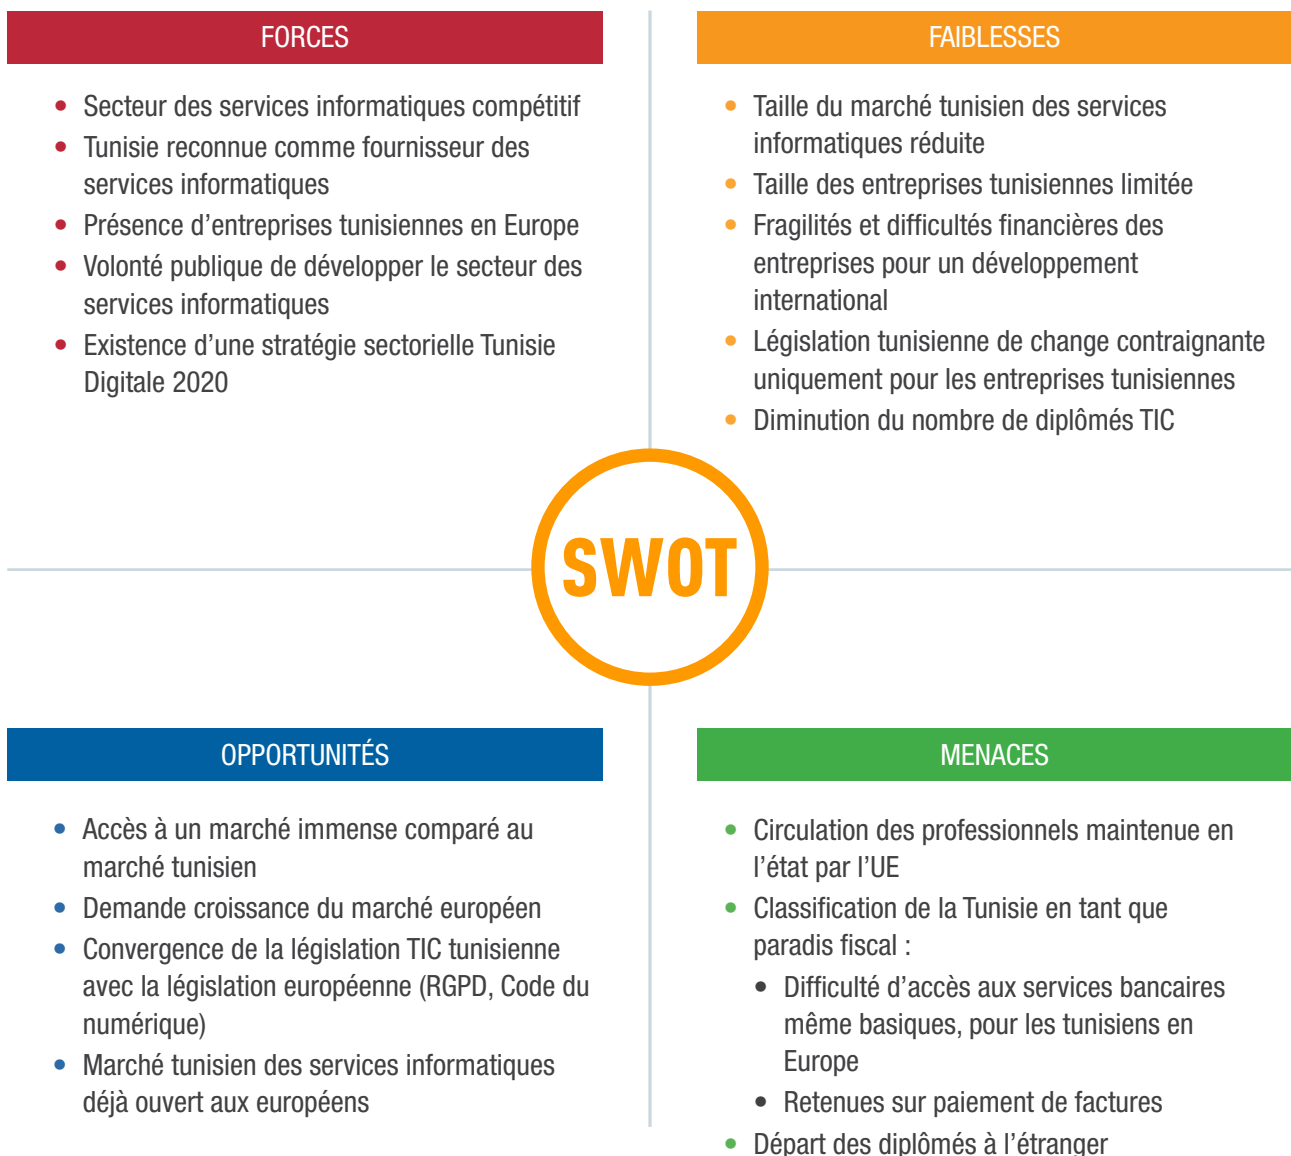 FORCES
• Secteur des services informatiques compétitif
• Tunisie reconnue comme fournisseur des
services informatiques
• Présence d’entreprises tunisiennes en Europe
• Volonté publique de développer le secteur des
services informatiques
• Existence d’une stratégie sectorielle Tunisie
Digitale 2020
FAIBLESSES
• Taille du marché tunisien des services
informatiques réduite
• Taille des entreprises tunisiennes limitée
• Fragilités et difficultés financières des
entreprises pour un développement
international
• Législation tunisienne de change contraignante
uniquement pour les entreprises tunisiennes
• Diminution du nombre de diplômés TIC
SWOT
OPPORTUNITÉS
• Accès à un marché immense comparé au
marché tunisien
• Demande croissance du marché européen
• Convergence de la législation TIC tunisienne
avec la législation européenne (RGPD, Code du
numérique)
• Marché tunisien des services informatiques
déjà ouvert aux européens
MENACES
• Circulation des professionnels maintenue en
l’état par l’UE
• Classification de la Tunisie en tant que
paradis fiscal :
• Difficulté d’accès aux services bancaires
même basiques, pour les tunisiens en
Europe
• Retenues sur paiement de factures
• Départ des diplômés à l’étranger